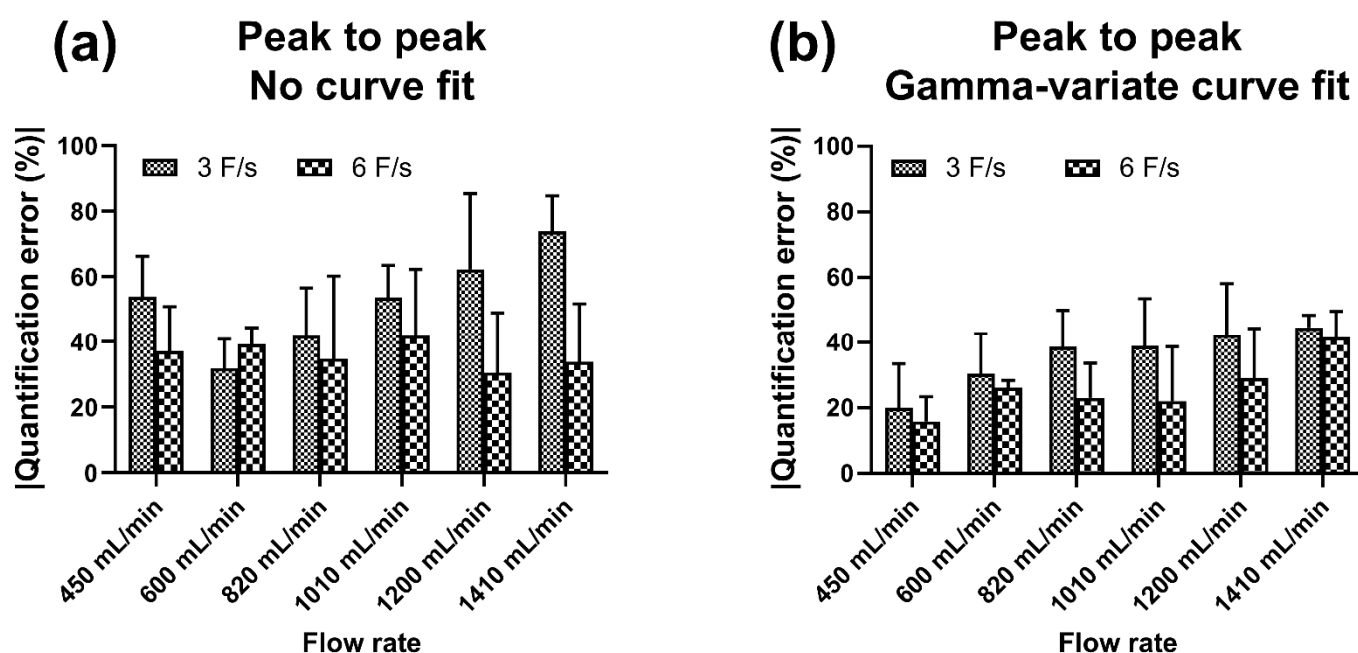 (a)
Peak to peak
No curve fit
|Quantification error (%)|
100
80
60
40
20
0
3 F/s
6 F/s
450 mL/min
600 mL/min
820 mL/min
1010 mL/min
1200 mL/min
1410 mL/min
Flow rate
(b)
Peak to peak
Gamma-variate curve fit
|Quantification error (%)|
100
80
60
40
20
0
3 F/s
6 F/s
450 mL/min
600 mL/min
820 mL/min
1010 mL/min
1200 mL/min
1410 mL/min
Flow rate